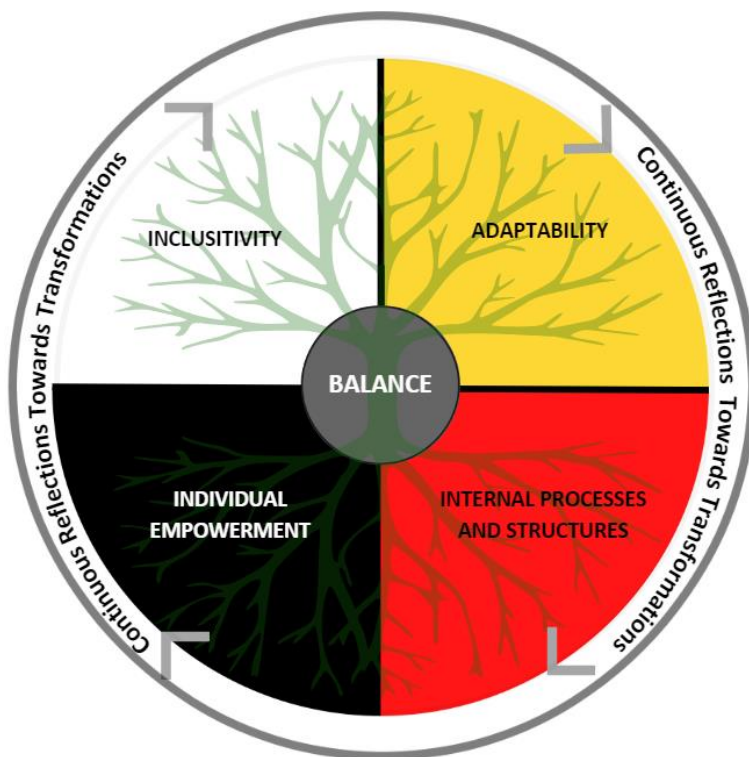 Continuous Reflections Towards Transformations
Continuous Reflections Towards Transformations
INCLUSITIVITY
ADAPTABILITY
BALANCE
INDIVIDUAL
EMPOWERMENT
INTERNAL PROCESSES
AND STRUCTURES